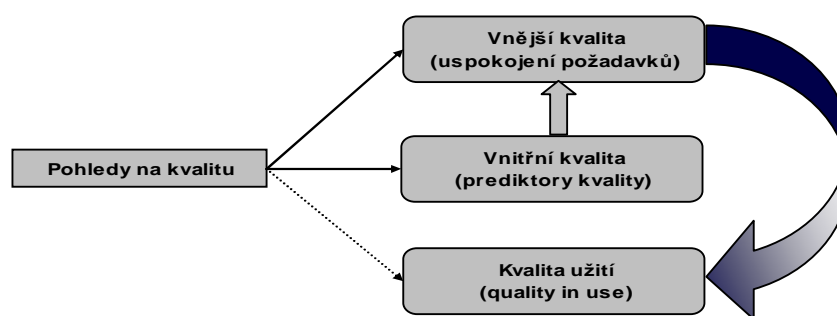 Vnější kvalita
(uspokojení požadavků)
Pohledy na kvalitu
Vnitřní kvalita
(prediktory kvality)
Kvalita užití
(quality in use)